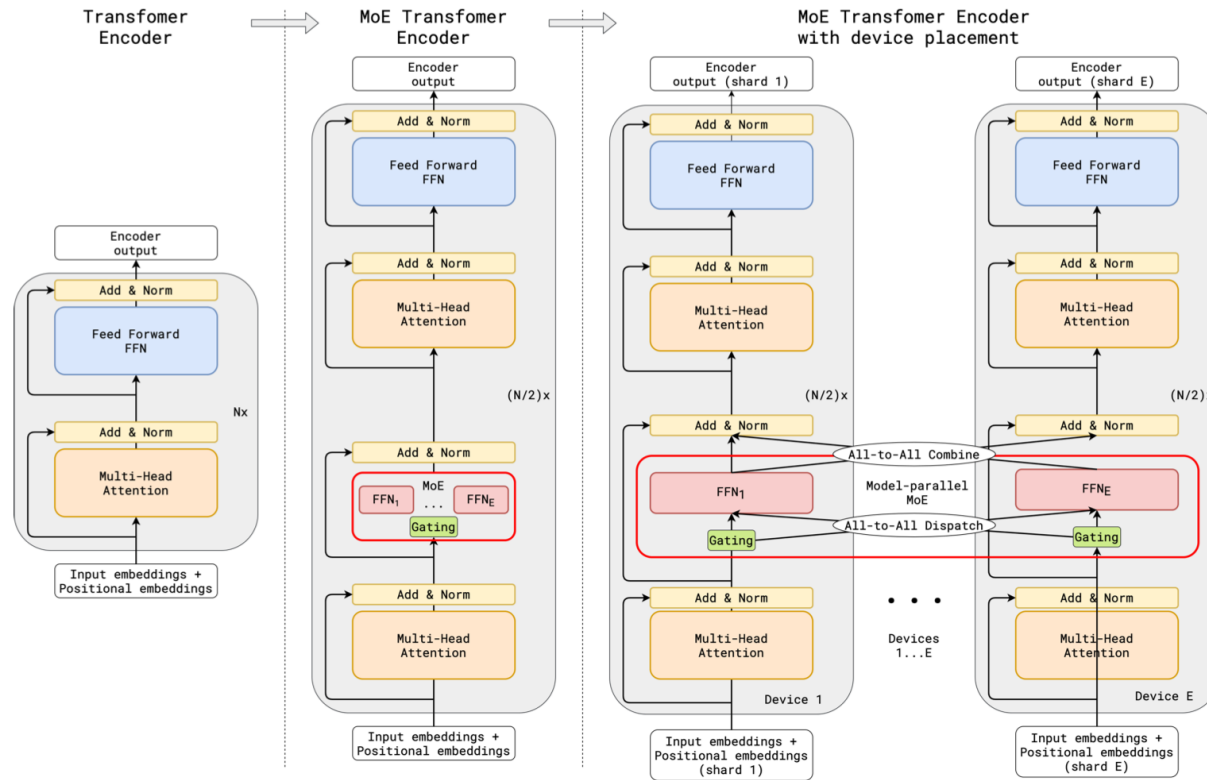 Transfomer
Encoder
Encoder
output
Add & Norm
Feed Forward
FFN
Nx
Add & Norm
Multi-Head
Attention
Input embeddings +
Positional embeddings
MoE Transfomer
Encoder
Encoder
output
Add & Norm
Feed Forward
FFN
Add & Norm
Multi-Head
Attention
(N/2)x
Add & Norm
MoE
FFN1
...
FFNE
Gating
Add & Norm
Multi-Head
Attention
Input embeddings +
Positional embeddings
MoE Transfomer Encoder
with device placement
Encoder
output (shard 1)
Add & Norm
Feed Forward
FFN
Add & Norm
Multi-Head
Attention
(N/2)x
Add & Norm
FFN1
Gating
Add & Norm
Multi-Head
Attention
Device 1
Input embeddings +
Positional embeddings
(shard 1)
All-to-All Combine
Model-parallel
MoE
All-to-All Dispatch
Devices
1...E
Encoder
output (shard E)
Add & Norm
Feed Forward
FFN
Add & Norm
Multi-Head
Attention
(N/2)x
Add & Norm
FFNE
Gating
Add & Norm
Multi-Head
Attention
Device E
Input embeddings +
Positional embeddings
(shard E)